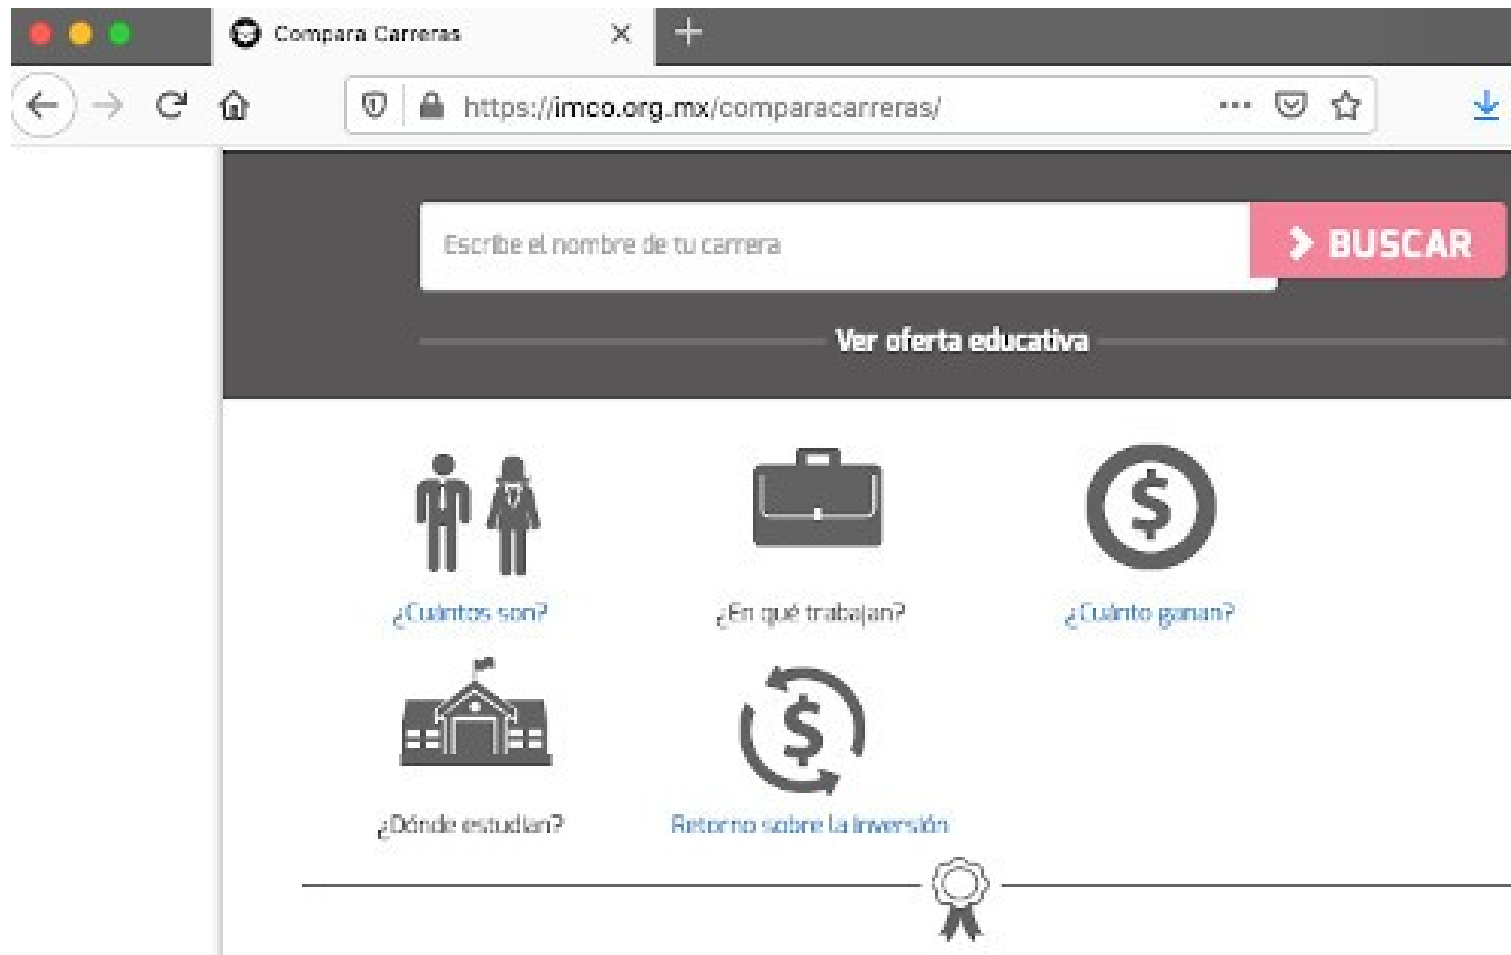 Compara Carreras
https://imco.org.mx/comparacarreras/
Escribe el nombre de tu carrera
BUSCAR
Ver oferta educativa
¿Cuántos son?
¿En qué trabajan?
¿Cuánto ganan?
¿Dónde estudian?
Retorno sobre la inversión